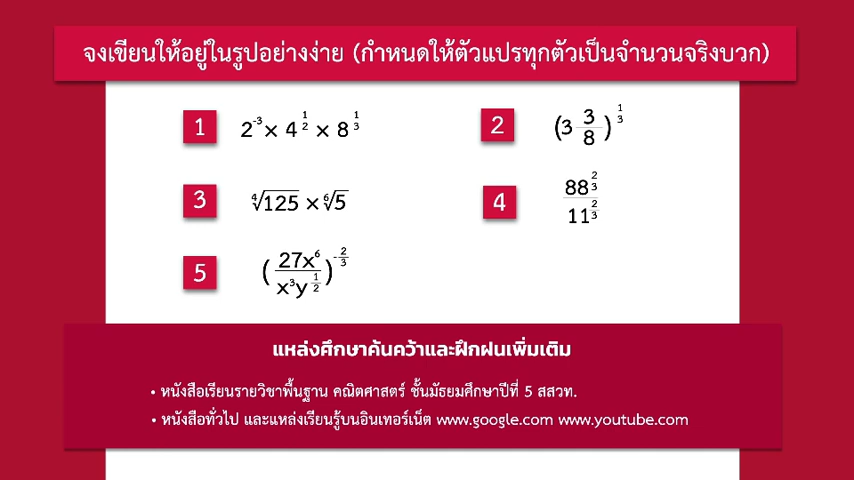 จงเขียนให้อยู่ในรูปอย่างง่าย (กำหนดให้ตัวแปรทุกตัวเป็นจำนวนจริงบวก)
1 2⁻³ × 4^(1/2) × 8^(1/3)
2 (3 3/8)^(1/3)
3 ⁴√125 × ⁶√5
4 88^(2/3) / 11^(2/3)
5 (27x⁶ / x³y^(1/2))^(-2/3)
แหล่งศึกษาค้นคว้าและฝึกฝนเพิ่มเติม
• หนังสือเรียนรายวิชาพื้นฐาน คณิตศาสตร์ ชั้นมัธยมศึกษาปีที่ 5 สสวท.
• หนังสือทั่วไป และแหล่งเรียนรู้บนอินเทอร์เน็ต www.google.com www.youtube.com